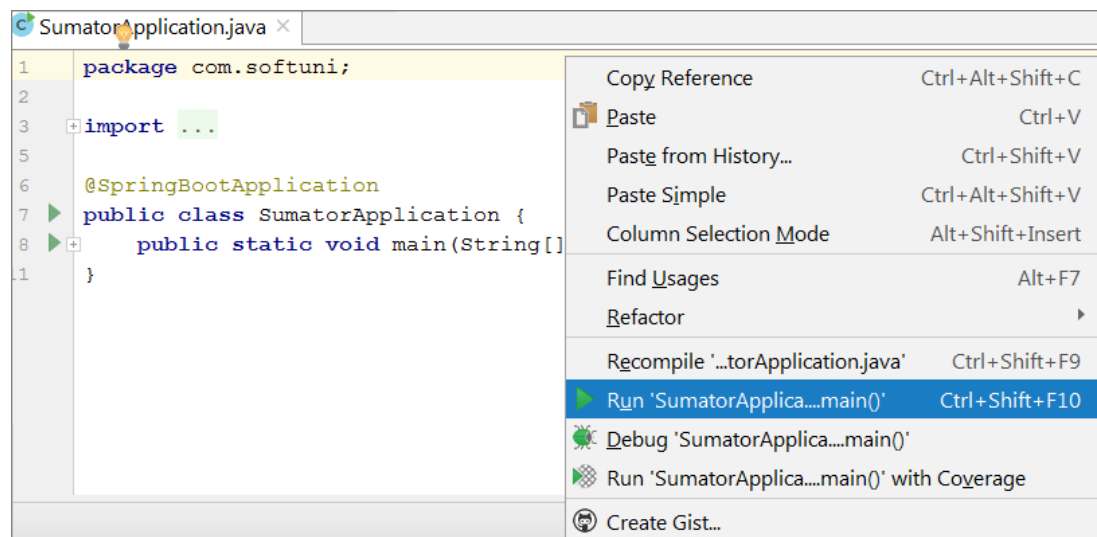 SumatorApplication.java
1 package com.softuni;
2
3 import ...
5
6 @SpringBootApplication
7 public class SumatorApplication {
8 public static void main(String[]
11 }
Copy Reference Ctrl+Alt+Shift+C
Paste Ctrl+V
Paste from History... Ctrl+Shift+V
Paste Simple Ctrl+Alt+Shift+V
Column Selection Mode Alt+Shift+Insert
Find Usages Alt+F7
Refactor
Recompile '...torApplication.java' Ctrl+Shift+F9
Run 'SumatorApplica....main()' Ctrl+Shift+F10
Debug 'SumatorApplica....main()'
Run 'SumatorApplica....main()' with Coverage
Create Gist...